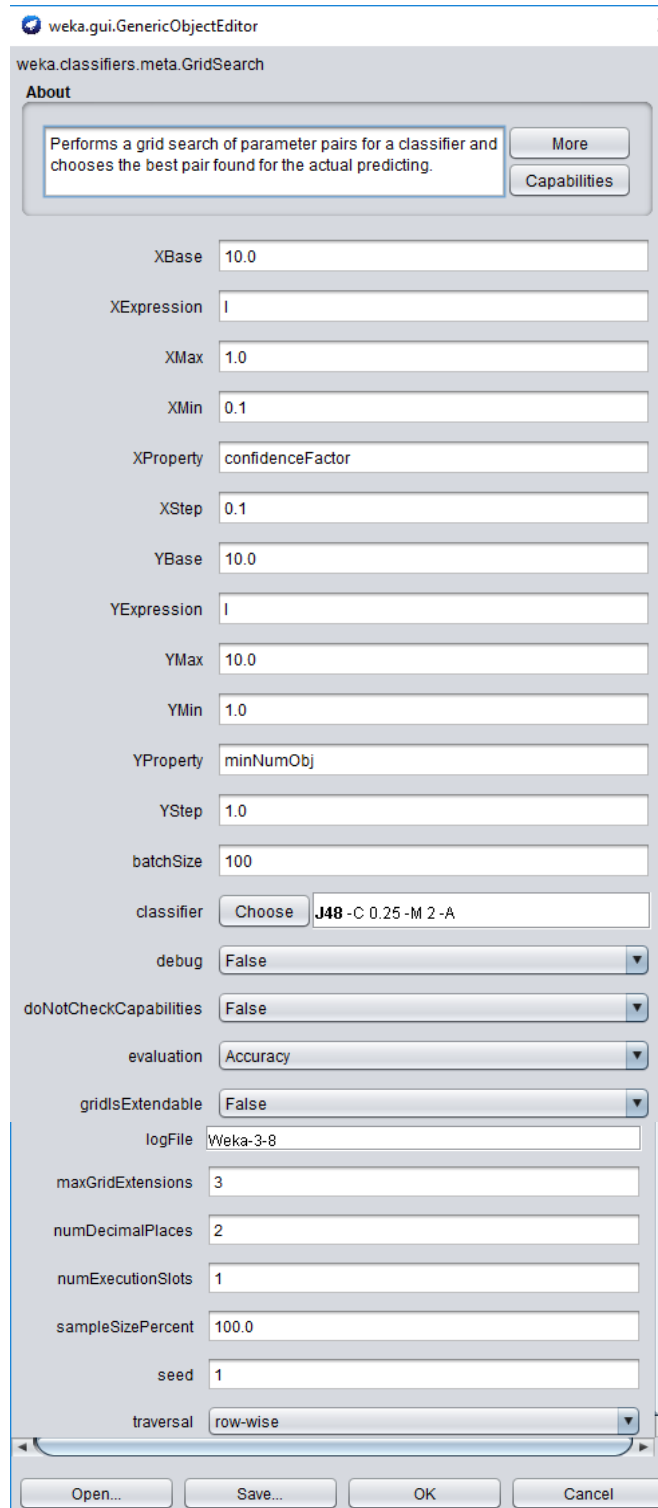 weka.gui.GenericObjectEditor
weka.classifiers.meta.GridSearch
About
Performs a grid search of parameter pairs for a classifier and
chooses the best pair found for the actual predicting.
More
Capabilities
XBase 10.0
XExpression I
XMax 1.0
XMin 0.1
XProperty confidenceFactor
XStep 0.1
YBase 10.0
YExpression I
YMax 10.0
YMin 1.0
YProperty minNumObj
YStep 1.0
batchSize 100
classifier Choose J48 -C 0.25 -M 2 -A
debug False
doNotCheckCapabilities False
evaluation Accuracy
gridIsExtendable False
logFile Weka-3-8
maxGridExtensions 3
numDecimalPlaces 2
numExecutionSlots 1
sampleSizePercent 100.0
seed 1
traversal row-wise
Open... Save... OK Cancel